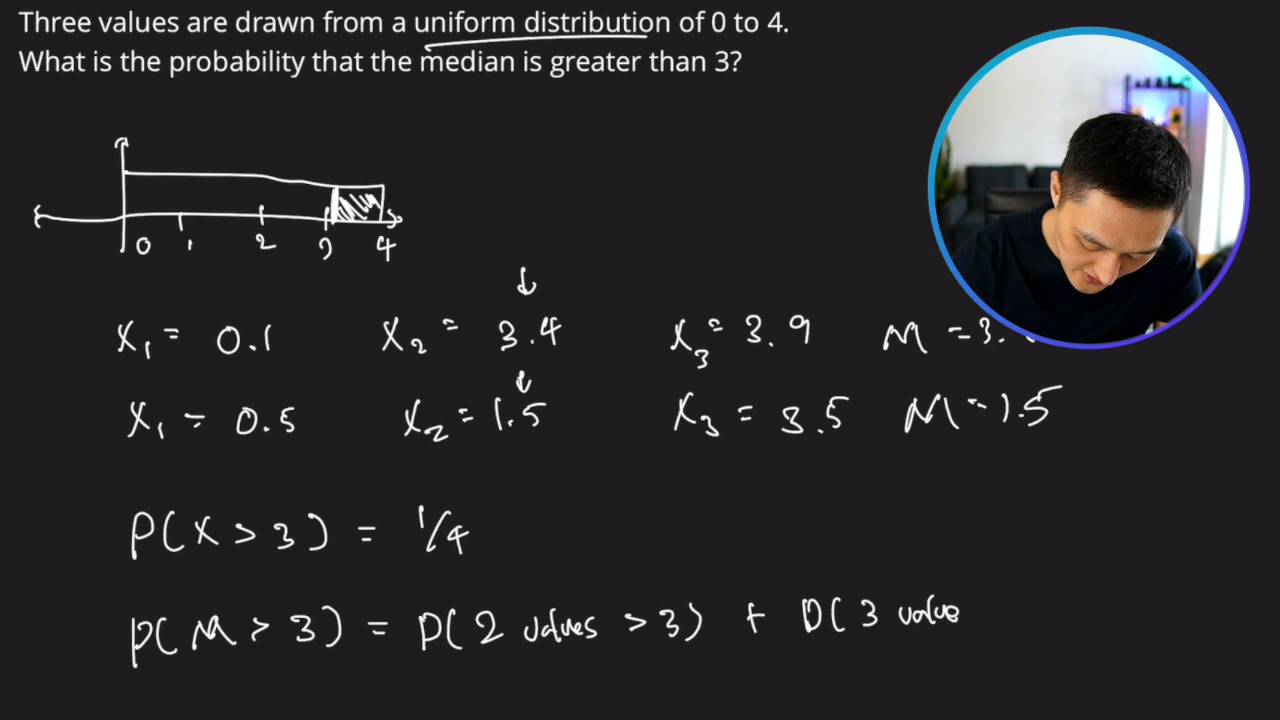 Three values are drawn from a uniform distribution of 0 to 4.
What is the probability that the median is greater than 3?
0 1 2 3 4
X₁ = 0.1 X₂ = 3.4 X₃ = 3.9 M = 3.
X₁ = 0.5 X₂ = 1.5 X₃ = 3.5 M = 1.5
P(X > 3) = 1/4
P(M > 3) = P(2 values > 3) + P(3 value